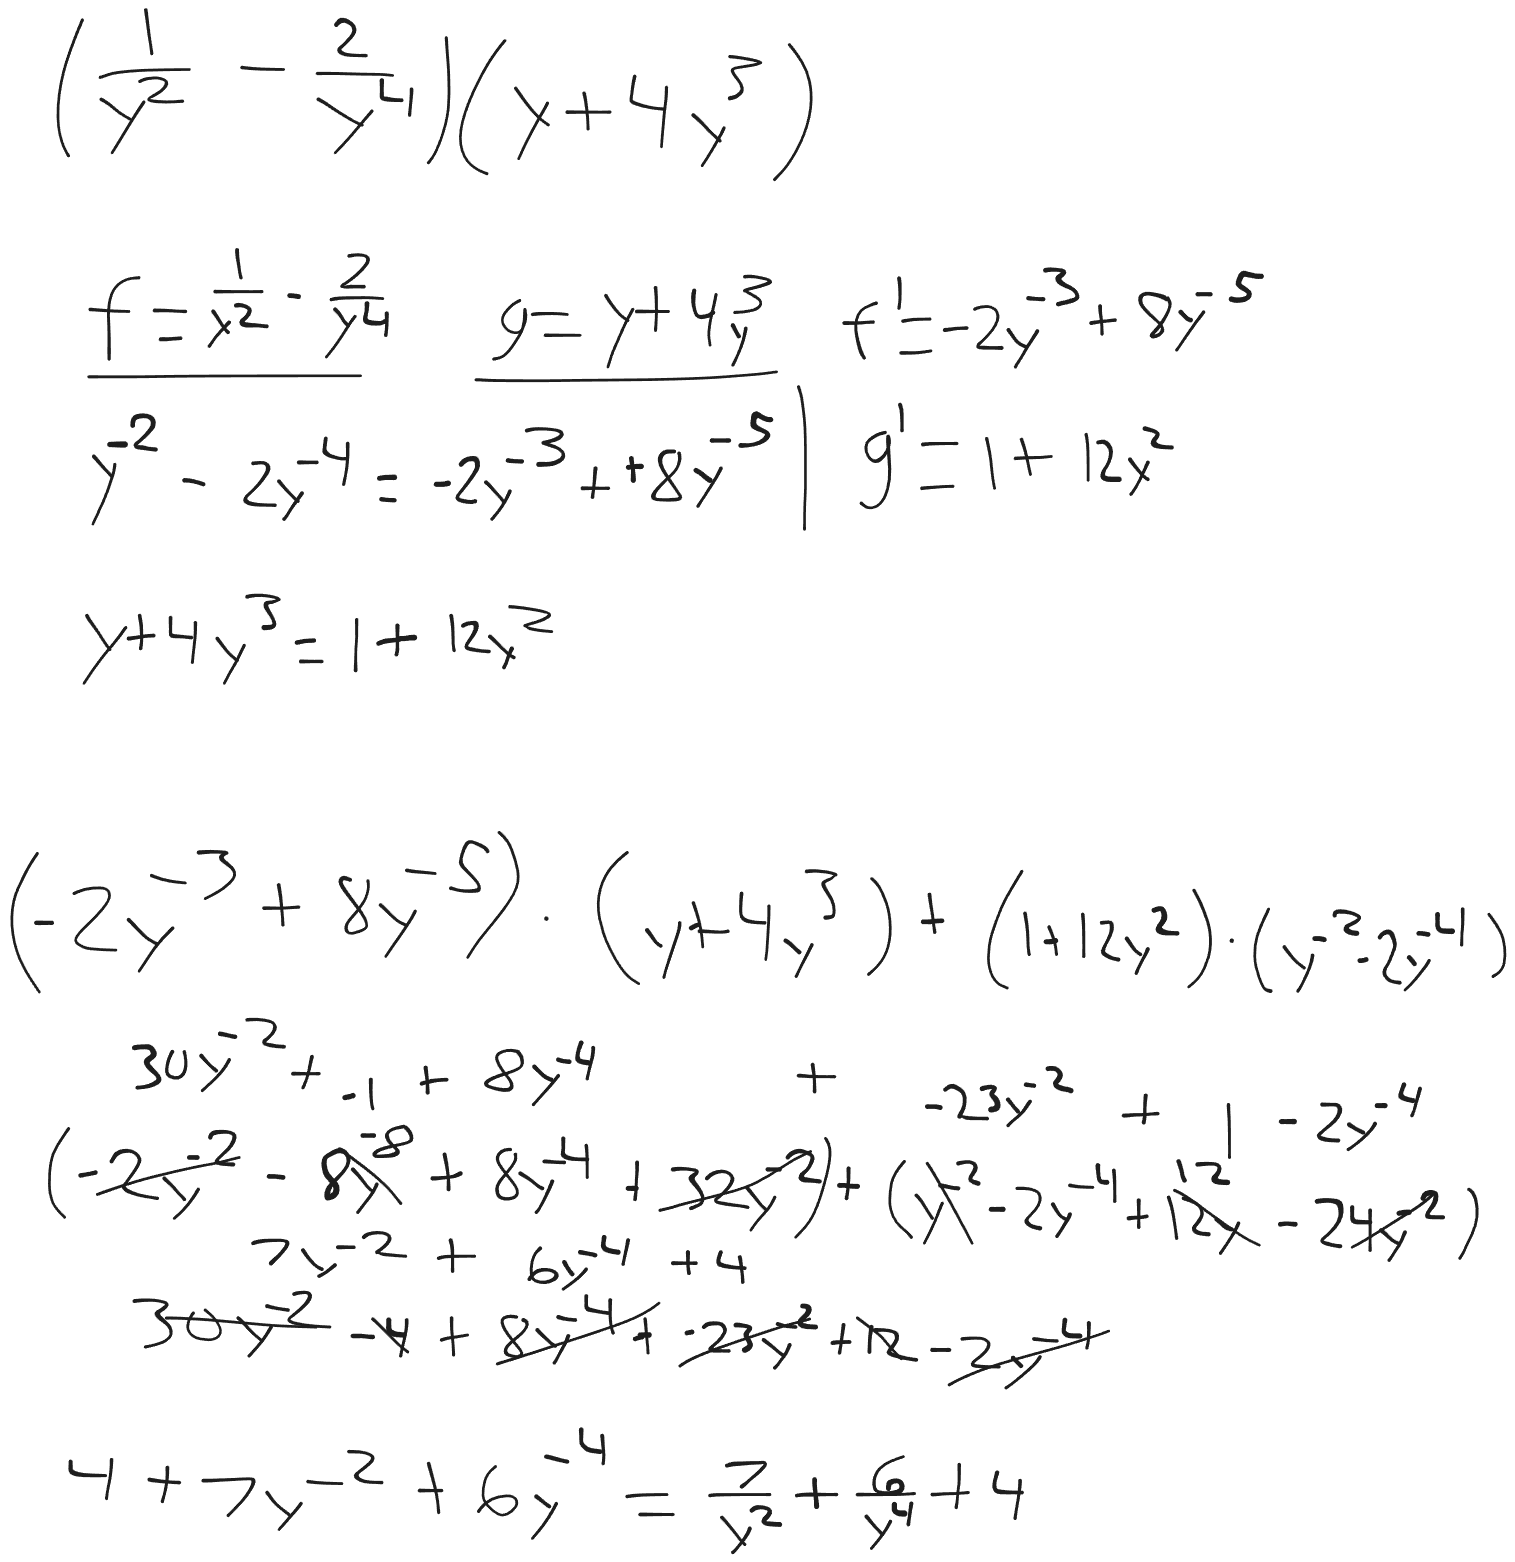 (1/y² - 2/y⁴)(y + 4y³)
f = 1/x² - 2/y⁴   g = y + 4y³   f' = -2y⁻³ + 8y⁻⁵
y⁻² - 2y⁻⁴ = -2y⁻³ + +8y⁻⁵ | g' = 1 + 12y²
y + 4y³ = 1 + 12y²
(-2y⁻³ + 8y⁻⁵) · (y + 4y³) + (1 + 12y²) · (y⁻² - 2y⁻⁴)
30y⁻² + -1 + 8y⁻⁴ + -23y⁻² + 1 - 2y⁻⁴
(-2y⁻² - 8y⁻⁸ + 8y⁻⁴ + 32y⁻²) + (y⁻² - 2y⁻⁴ + 12y 12 - 24y⁻²)
7y⁻² + 6y⁻⁴ + 4
30y⁻² - 4 + 8y⁻⁴ + -23y⁻² + 12 - 2y⁻⁴
4 + 7y⁻² + 6y⁻⁴ = 7/y² + 6/y⁴ + 4